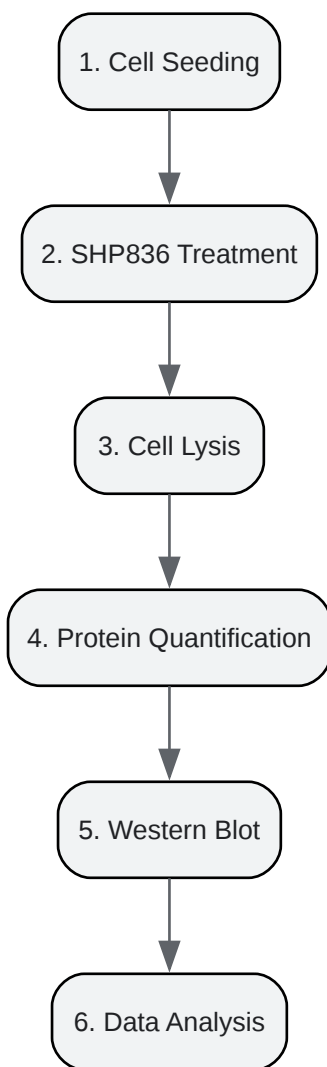 1. Cell Seeding
2. SHP836 Treatment
3. Cell Lysis
4. Protein Quantification
5. Western Blot
6. Data Analysis